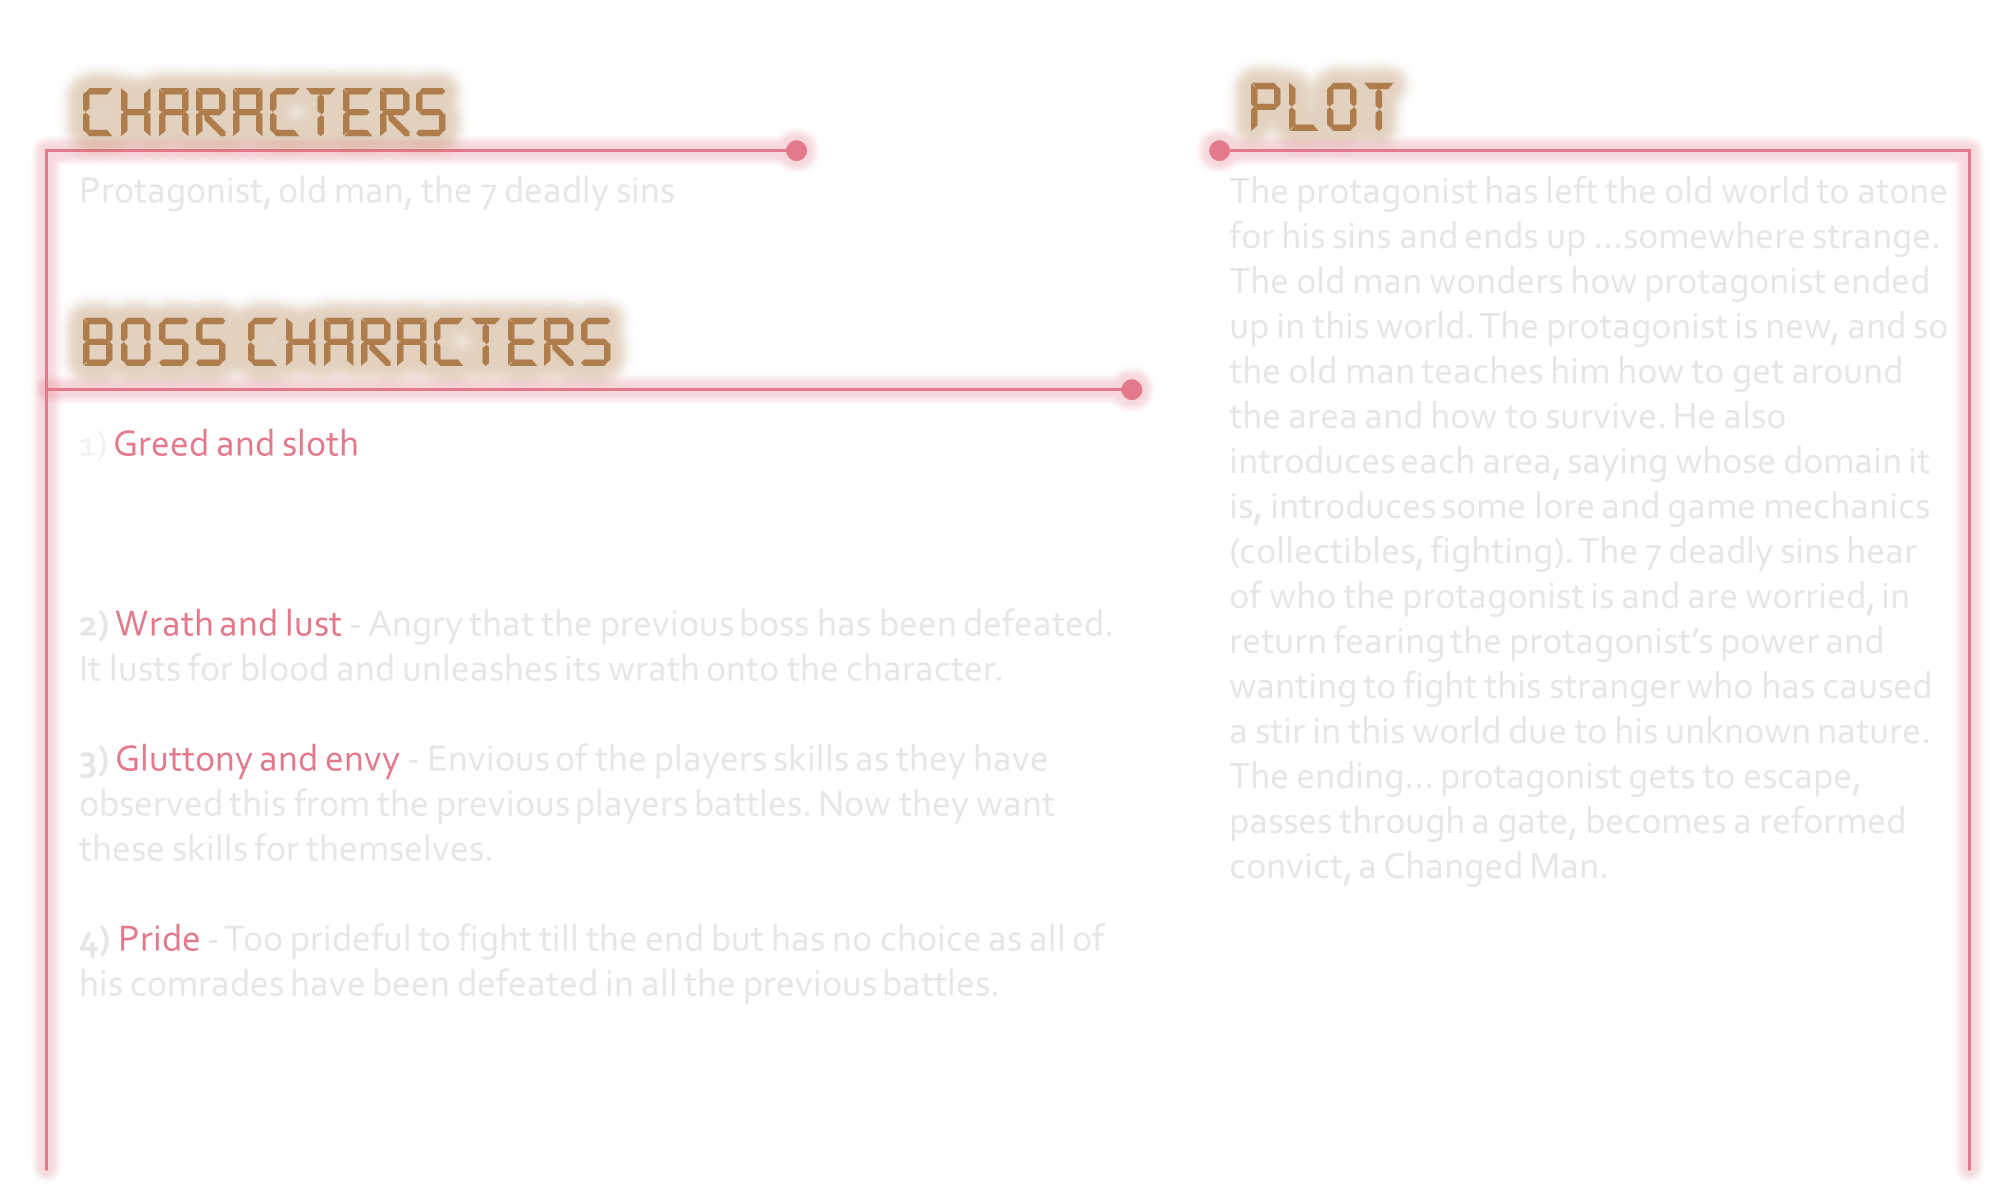 CHARACTERS
Protagonist, old man, the 7 deadly sins
BOSS CHARACTERS
1) Greed and sloth
2) Wrath and lust - Angry that the previous boss has been defeated.
It lusts for blood and unleashes its wrath onto the character.
3) Gluttony and envy - Envious of the players skills as they have
observed this from the previous players battles. Now they want
these skills for themselves.
4) Pride - Too prideful to fight till the end but has no choice as all of
his comrades have been defeated in all the previous battles.
PLOT
The protagonist has left the old world to atone
for his sins and ends up ...somewhere strange.
The old man wonders how protagonist ended
up in this world. The protagonist is new, and so
the old man teaches him how to get around
the area and how to survive. He also
introduces each area, saying whose domain it
is, introduces some lore and game mechanics
(collectibles, fighting). The 7 deadly sins hear
of who the protagonist is and are worried, in
return fearing the protagonist’s power and
wanting to fight this stranger who has caused
a stir in this world due to his unknown nature.
The ending... protagonist gets to escape,
passes through a gate, becomes a reformed
convict, a Changed Man.